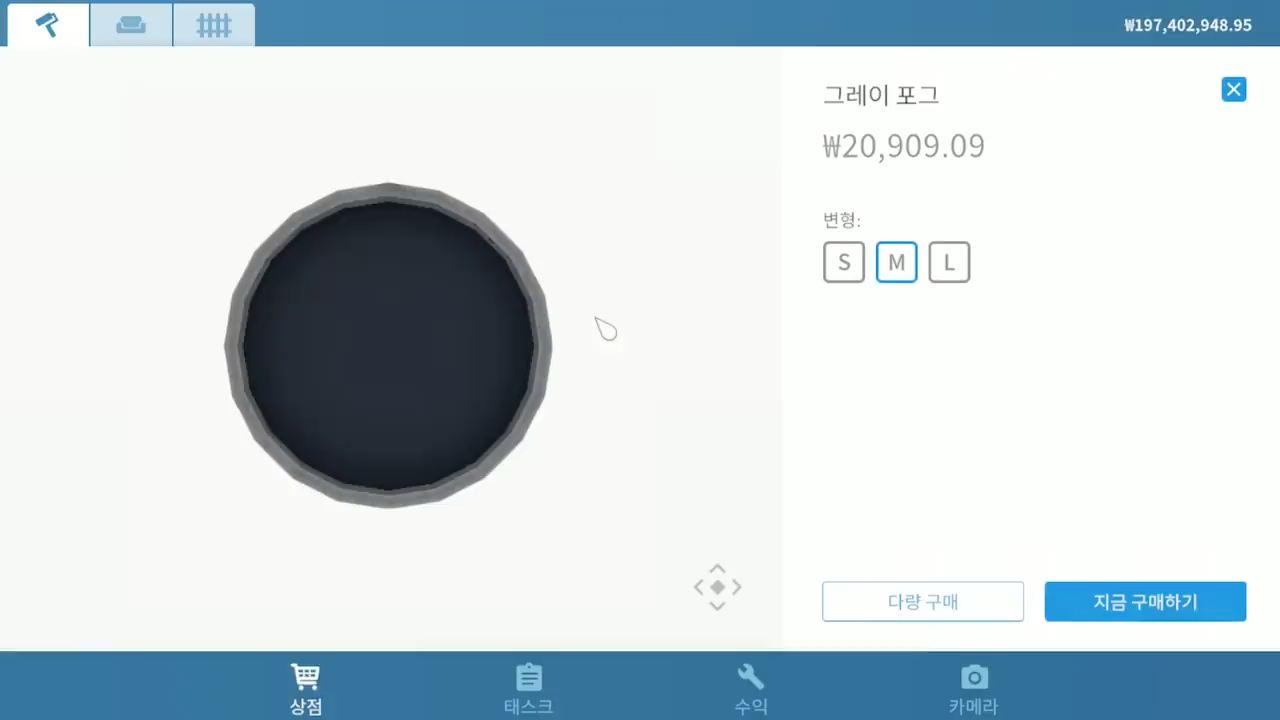 ₩197,402,948.95
그레이 포그
₩20,909.09
변형:
S M L
다량 구매
지금 구매하기
상점
태스크
수익
카메라